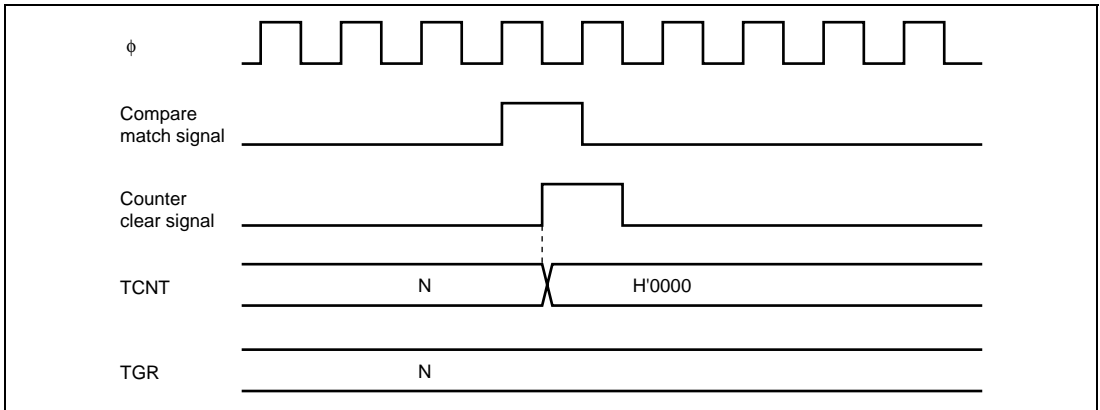 ϕ
Compare
match signal
Counter
clear signal
TCNT
N
H'0000
TGR
N